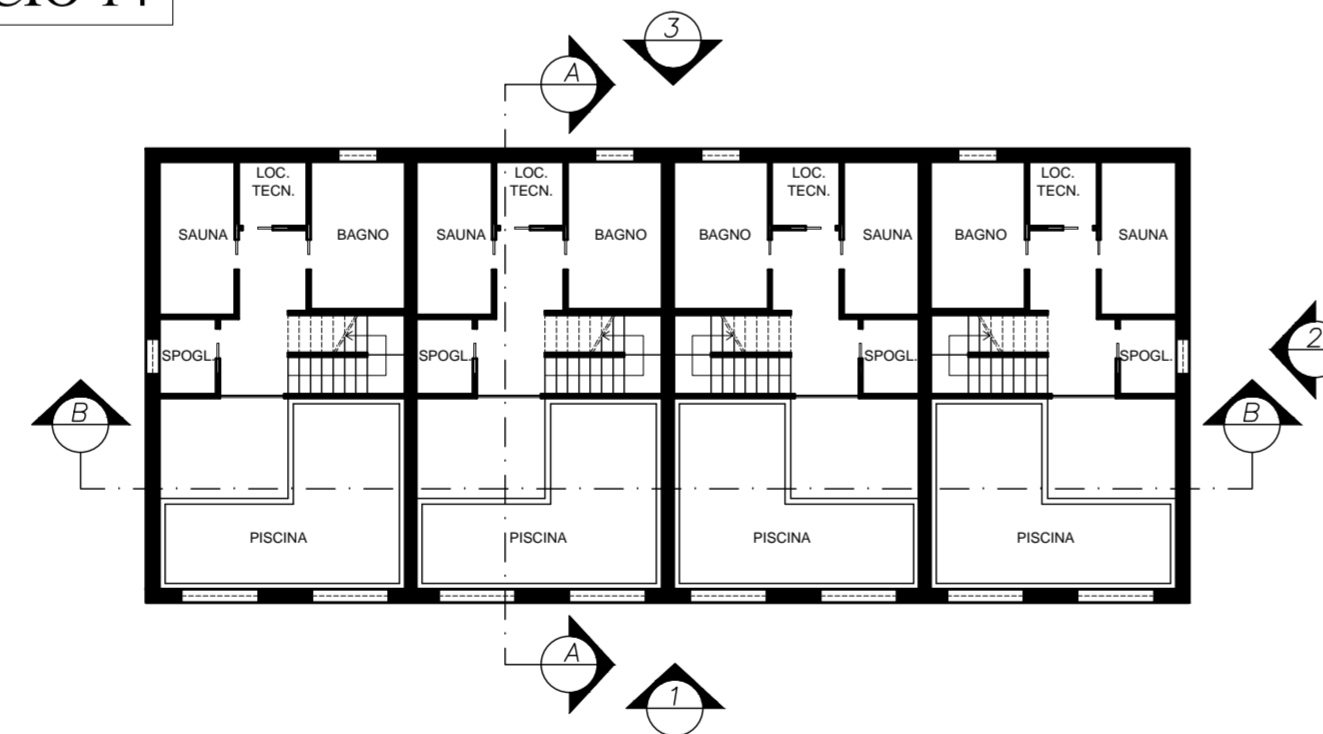 3
A
LOC. TECN.
LOC. TECN.
LOC. TECN.
LOC. TECN.
SAUNA
BAGNO
SAUNA
BAGNO
BAGNO
SAUNA
BAGNO
SAUNA
2
SPOGL.
SPOGL.
SPOGL.
SPOGL.
B
B
PISCINA
PISCINA
PISCINA
PISCINA
A
1